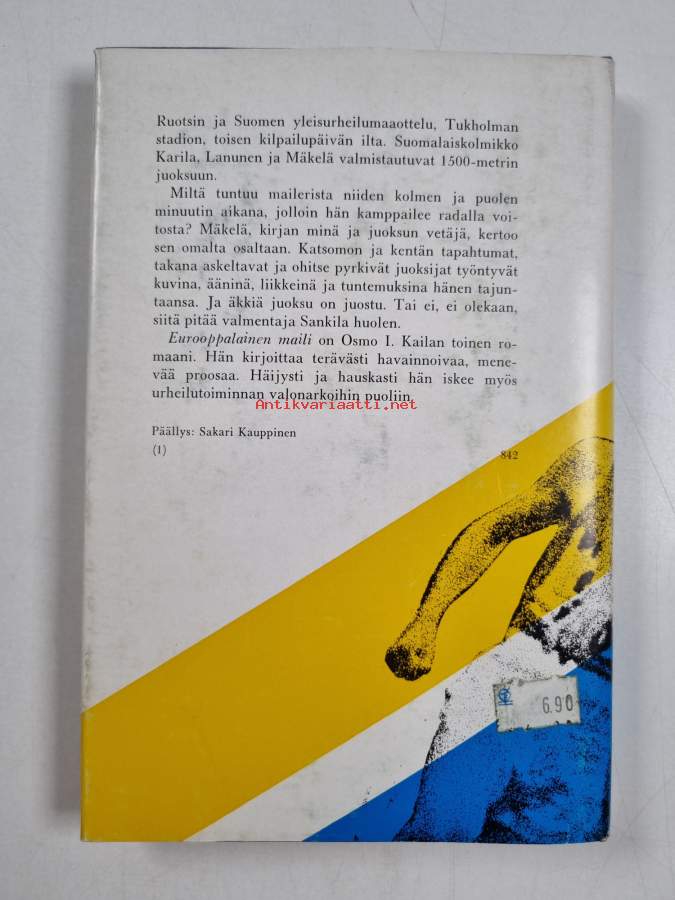 Ruotsin ja Suomen yleisurheilumaaottelu, Tukholman
stadion, toisen kilpailupäivän ilta. Suomalaiskolmikko
Karila, Lanunen ja Mäkelä valmistautuvat 1500-metrin
juoksuun.
Miltä tuntuu mailerista niiden kolmen ja puolen
minuutin aikana, jolloin hän kamppailee radalla voi-
tosta? Mäkelä, kirjan minä ja juoksun vetäjä, kertoo
sen omalta osaltaan. Katsomon ja kentän tapahtumat,
takana askeltavat ja ohitse pyrkivät juoksijat työntyvät
kuvina, ääninä, liikkeinä ja tuntemuksina hänen tajun-
taansa. Ja äkkiä juoksu on juostu. Tai ei, ei olekaan,
siitä pitää valmentaja Sankila huolen.
Eurooppalainen maili on Osmo I. Kailan toinen ro-
maani. Hän kirjoittaa terävästi havainnoivaa, mene-
vää proosaa. Häijysti ja hauskasti hän iskee myös
urheilutoiminnan valonarkoihin puoliin.
Antikvariaatti.net
Päällys: Sakari Kauppinen
(1) 842
6.90